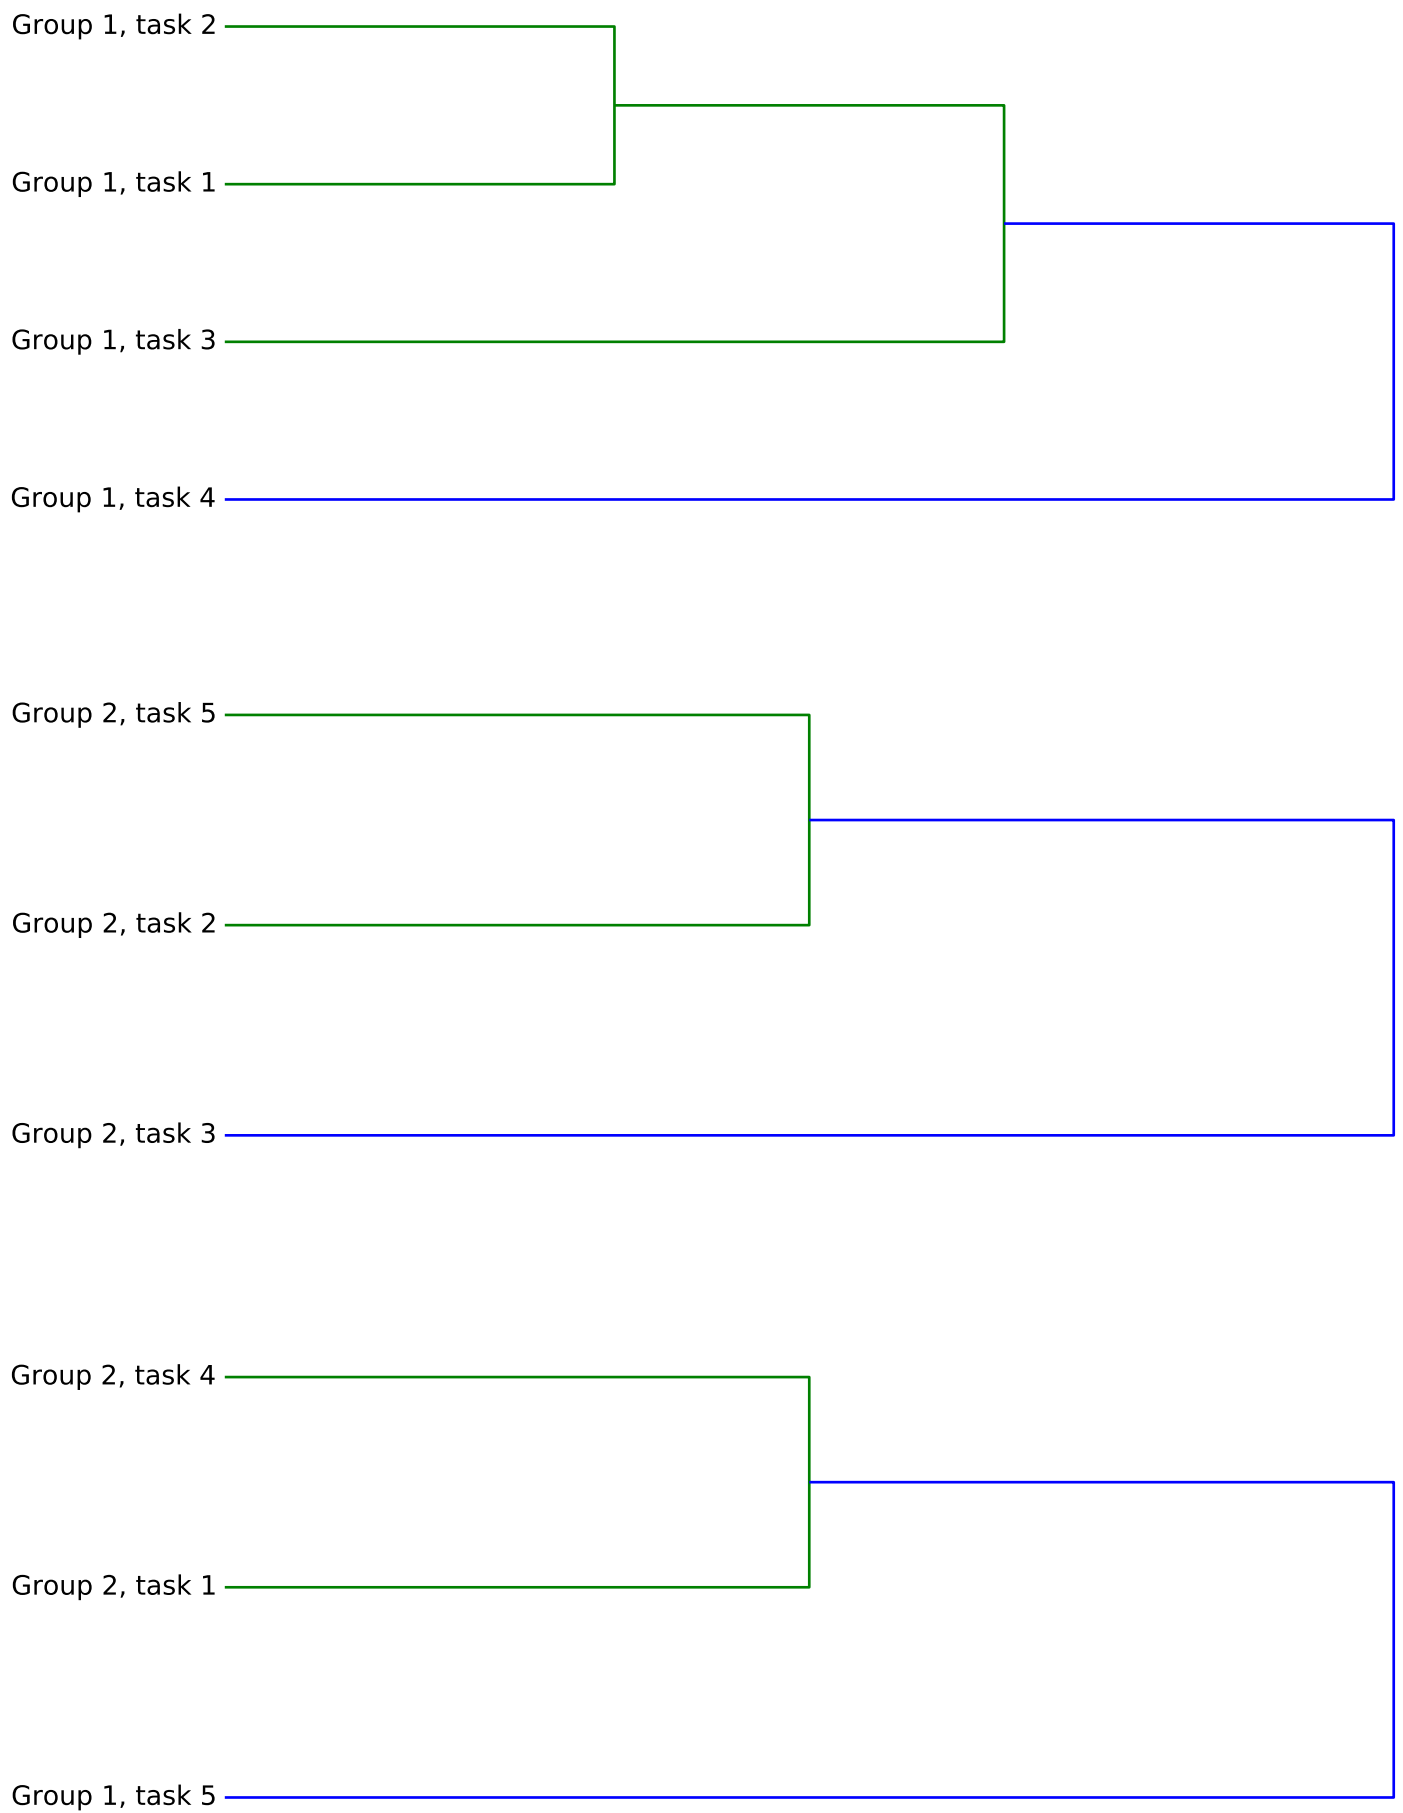 Group 1, task 2
Group 1, task 1
Group 1, task 3
Group 1, task 4
Group 2, task 5
Group 2, task 2
Group 2, task 3
Group 2, task 4
Group 2, task 1
Group 1, task 5